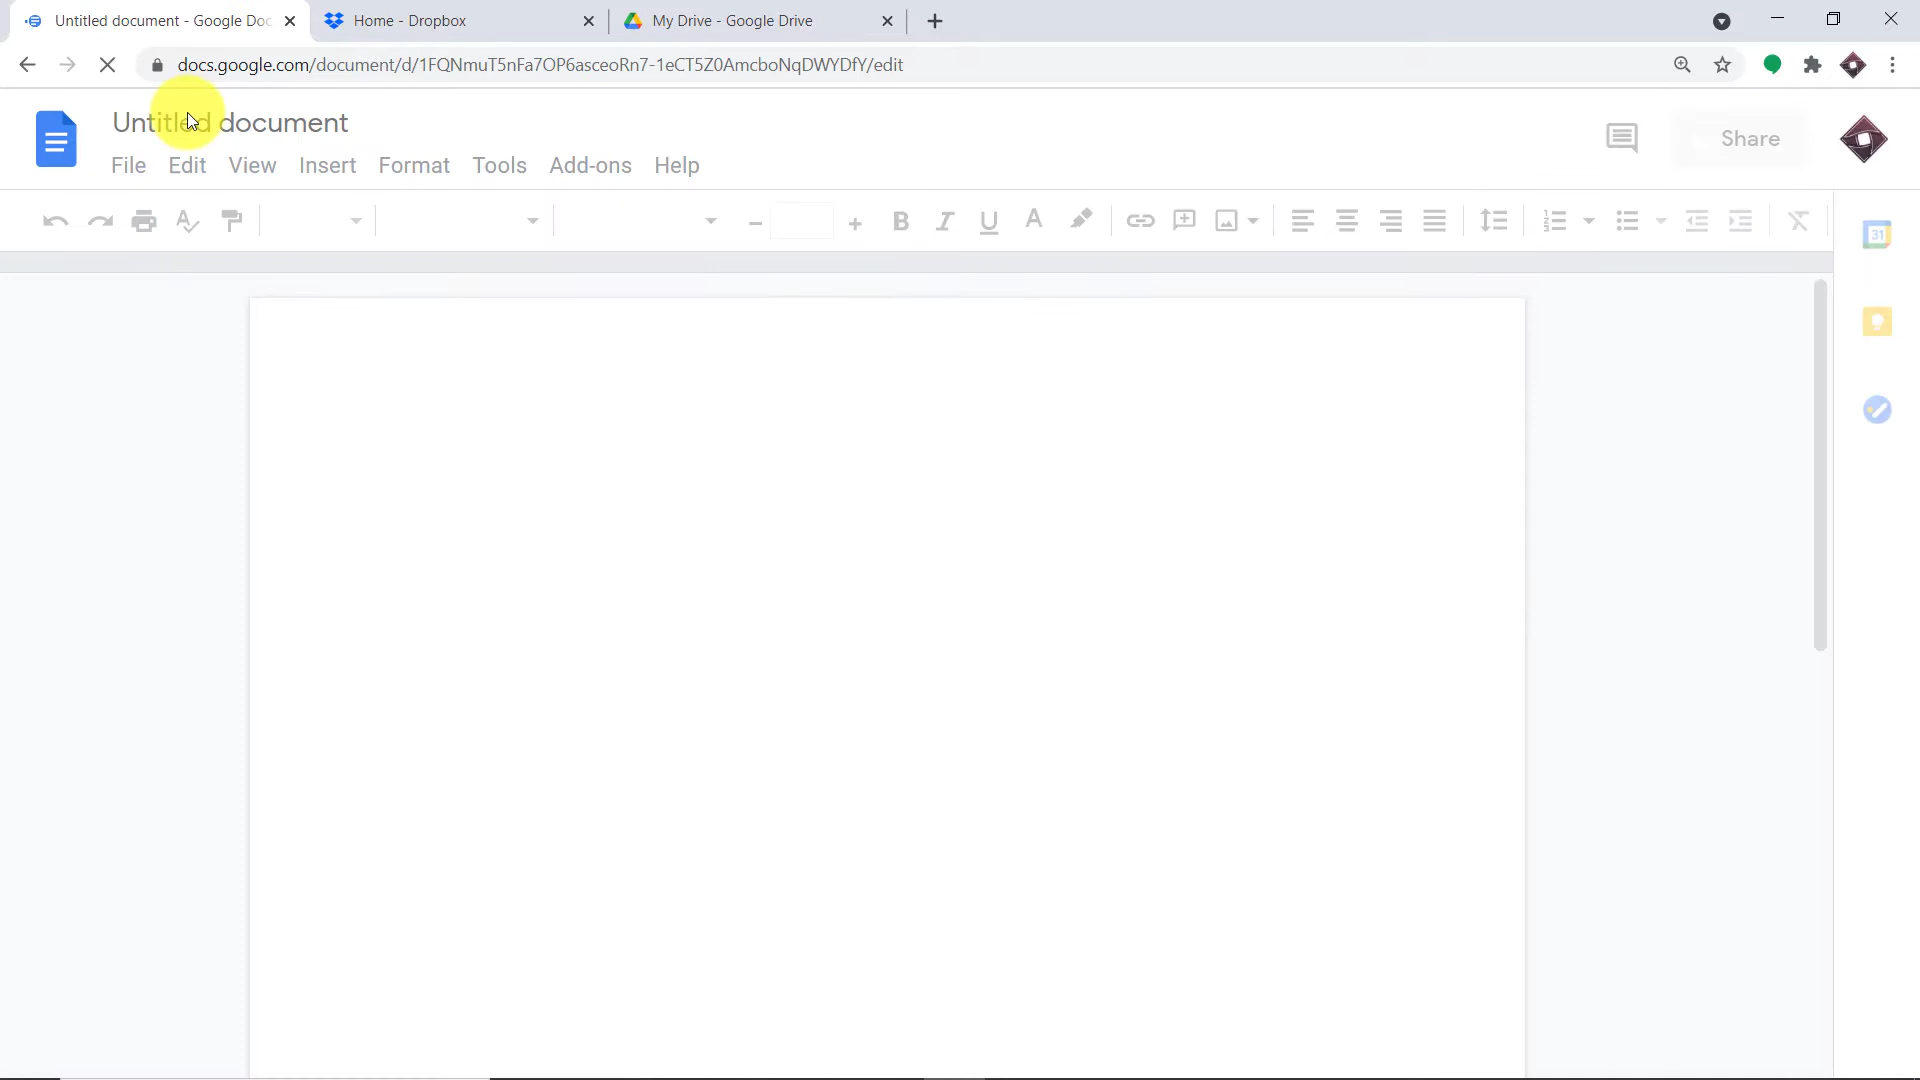 Untitled document - Google Doc
Home - Dropbox
My Drive - Google Drive
docs.google.com/document/d/1FQNmuT5nFa7OP6asceoRn7-1eCT5Z0AmcboNqDWYDfY/edit
Untitled document
Share
File Edit View Insert Format Tools Add-ons Help
31